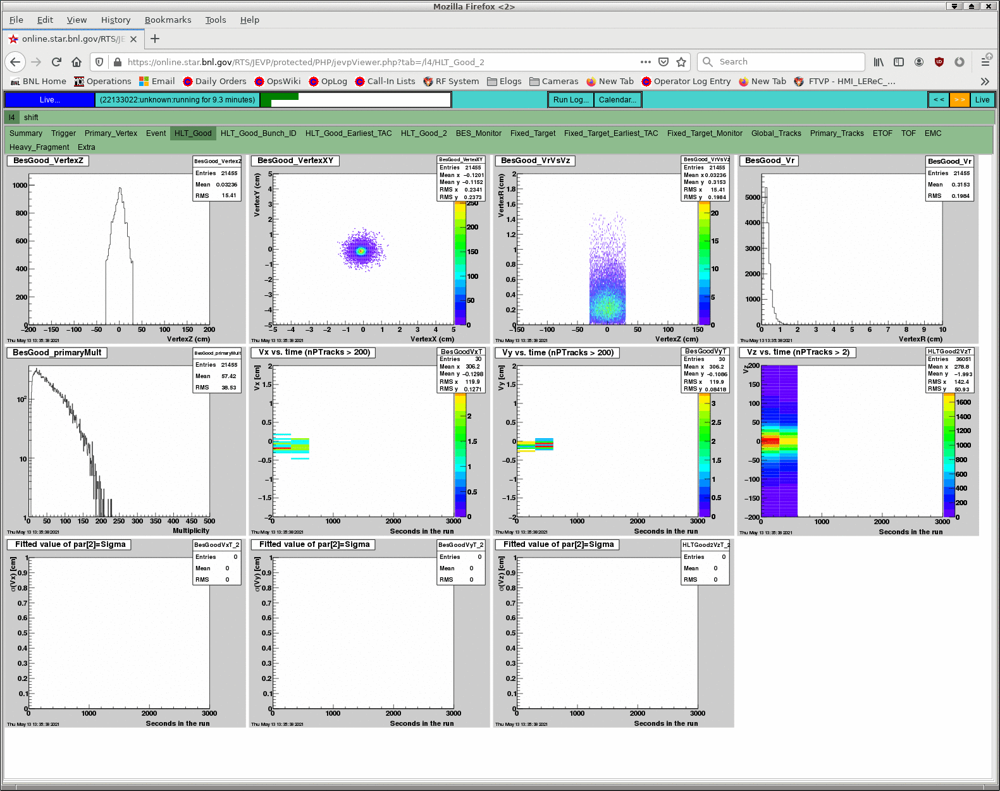 Mozilla Firefox <2>
File Edit View History Bookmarks Tools Help
online.star.bnl.gov/RTS/JE
https://online.star.bnl.gov/RTS/JEVP/protected/PHP/jevpViewer.php?tab=/l4/HLT_Good_2
Search
BNL Home Operations Email Daily Orders OpsWiki OpLog Call-In Lists RF System Elogs Cameras New Tab Operator Log Entry New Tab FTVP - HMI_LEReC_...
Live... (22133022:unknown:running for 9.3 minutes) Run Log... Calendar... < < > > Live
l4 shift
Summary Trigger Primary_Vertex Event HLT_Good HLT_Good_Bunch_ID HLT_Good_Earliest_TAC HLT_Good_2 BES_Monitor Fixed_Target Fixed_Target_Earliest_TAC Fixed_Target_Monitor Global_Tracks Primary_Tracks ETOF TOF EMC
Heavy_Fragment Extra
BesGood_VertexZ
BesGood_VertexZ
Entries 21455
Mean 0.03236
RMS 15.41
1000
800
600
400
200
0
−200 −150 −100 −50 0 50 100 150 200
VertexZ (cm)
Thu May 13 13:35:38 2021
BesGood_VertexXY
BesGood_VertexXY
Entries 21455
Mean x −0.1201
Mean y −0.1152
RMS x 0.2341
RMS y 0.2373
VertexY (cm)
5
4
3
2
1
0
−1
−2
−3
−4
−5
−5 −4 −3 −2 −1 0 1 2 3 4 5
250
200
150
100
50
0
VertexX (cm)
Thu May 13 13:35:38 2021
BesGood_VrVsVz
BesGood_VrVsVz
Entries 21455
Mean x 0.03236
Mean y 0.3153
RMS x 15.41
RMS y 0.1984
VertexR (cm)
2
1.8
1.6
1.4
1.2
1
0.8
0.6
0.4
0.2
0
−150 −100 −50 0 50 100 150
20
15
10
5
0
VertexZ (cm)
Thu May 13 13:35:38 2021
BesGood_Vr
BesGood_Vr
Entries 21455
Mean 0.3153
RMS 0.1984
5000
4000
3000
2000
1000
0
0 1 2 3 4 5 6 7 8 9 10
VertexR (cm)
Thu May 13 13:35:38 2021
BesGood_primaryMult
BesGood_primaryMult
Entries 21455
Mean 57.42
RMS 38.53
10²
10
1
0 50 100 150 200 250 300 350 400 450 500
Multiplicity
Thu May 13 13:35:38 2021
Vx vs. time (nPTracks > 200)
BesGoodVxT
Entries 30
Mean x 306.2
Mean y −0.1298
RMS x 119.9
RMS y 0.1271
Vx [cm]
2
1.5
1
0.5
0
−0.5
−1
−1.5
−2
0 1000 2000 3000
2
1.5
1
0.5
0
Seconds in the run
Thu May 13 13:35:38 2021
Vy vs. time (nPTracks > 200)
BesGoodVyT
Entries 30
Mean x 306.2
Mean y −0.1086
RMS x 119.9
RMS y 0.08418
Vy [cm]
2
1.5
1
0.5
0
−0.5
−1
−1.5
−2
0 1000 2000 3000
3
2.5
2
1.5
1
0.5
0
Seconds in the run
Thu May 13 13:35:38 2021
Vz vs. time (nPTracks > 2)
HLTGood2VzT
Entries 36051
Mean x 278.8
Mean y −1.993
RMS x 142.4
RMS y 50.93
Vz
200
150
100
50
0
−50
−100
−150
−200
0 1000 2000 3000
1600
1400
1200
1000
800
600
400
200
0
Seconds in the run
Thu May 13 13:35:38 2021
Fitted value of par[2]=Sigma
BesGoodVxT_2
Entries 0
Mean 0
RMS 0
σ(Vx) [cm]
1
0.9
0.8
0.7
0.6
0.5
0.4
0.3
0.2
0.1
0
0 1000 2000 3000
Seconds in the run
Thu May 13 13:35:38 2021
Fitted value of par[2]=Sigma
BesGoodVyT_2
Entries 0
Mean 0
RMS 0
σ(Vy) [cm]
1
0.9
0.8
0.7
0.6
0.5
0.4
0.3
0.2
0.1
0
0 1000 2000 3000
Seconds in the run
Thu May 13 13:35:38 2021
Fitted value of par[2]=Sigma
HLTGood2VzT_2
Entries 0
Mean 0
RMS 0
σ(Vz) [cm]
1
0.9
0.8
0.7
0.6
0.5
0.4
0.3
0.2
0.1
0
0 1000 2000 3000
Seconds in the run
Thu May 13 13:35:38 2021